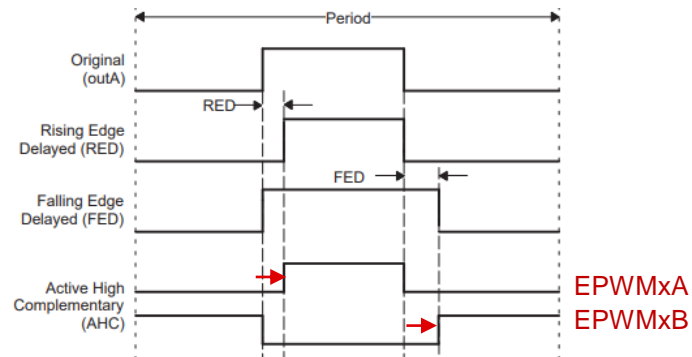 Period
Original
(outA)
RED
Rising Edge
Delayed (RED)
FED
Falling Edge
Delayed (FED)
Active High
Complementary
(AHC)
EPWMxA
EPWMxB